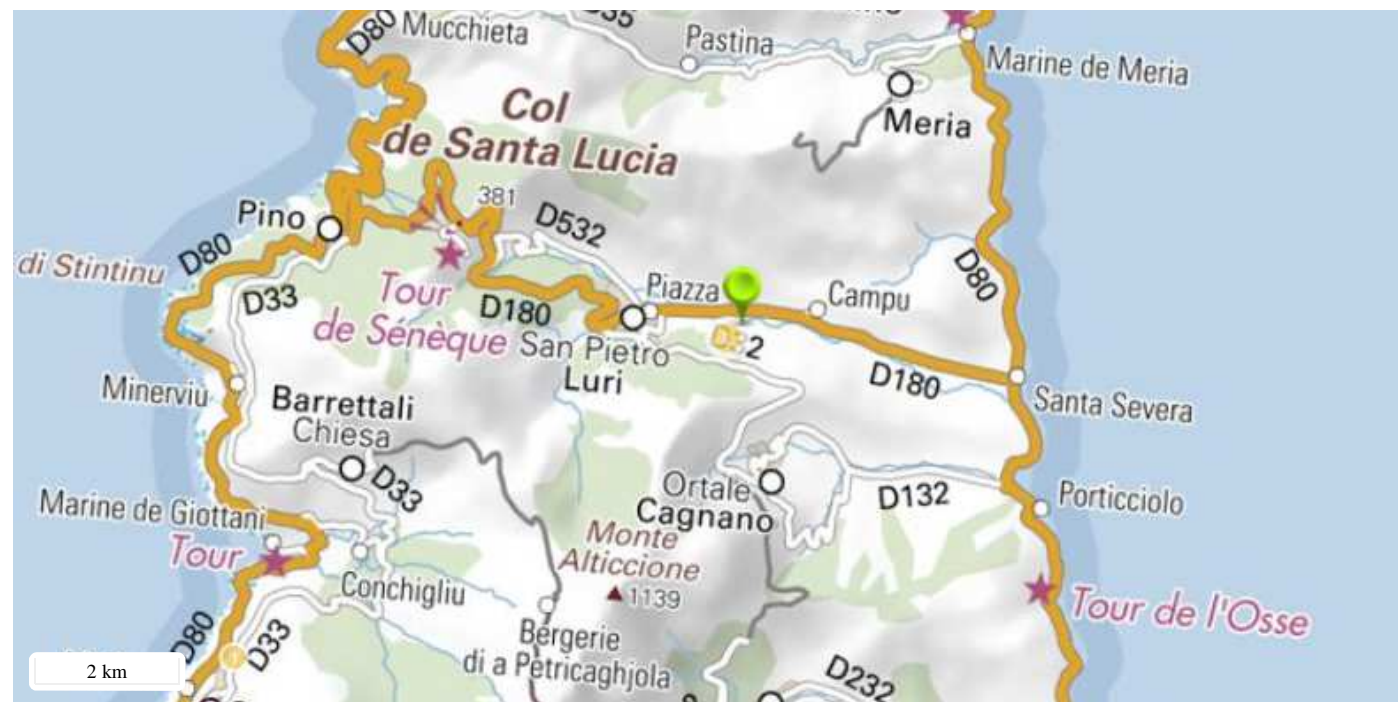 D80
Mucchieta
Pastina
Marine de Meria
Meria
Col
de Santa Lucia
381
Pino
D532
di Stintinu
D80
D33
Tour
de Sénèque
D180
Piazza
Campu
D80
San Pietro
Luri
2
D180
Minerviu
Santa Severa
Barrettali
Chiesa
D33
Ortale
Cagnano
D132
Porticciolo
Marine de Giottani
Tour
Monte
Alticcione
1139
Conchigliu
Tour de l'Osse
Bergerie
di a Petricaghjola
D80
D33
D232
2 km